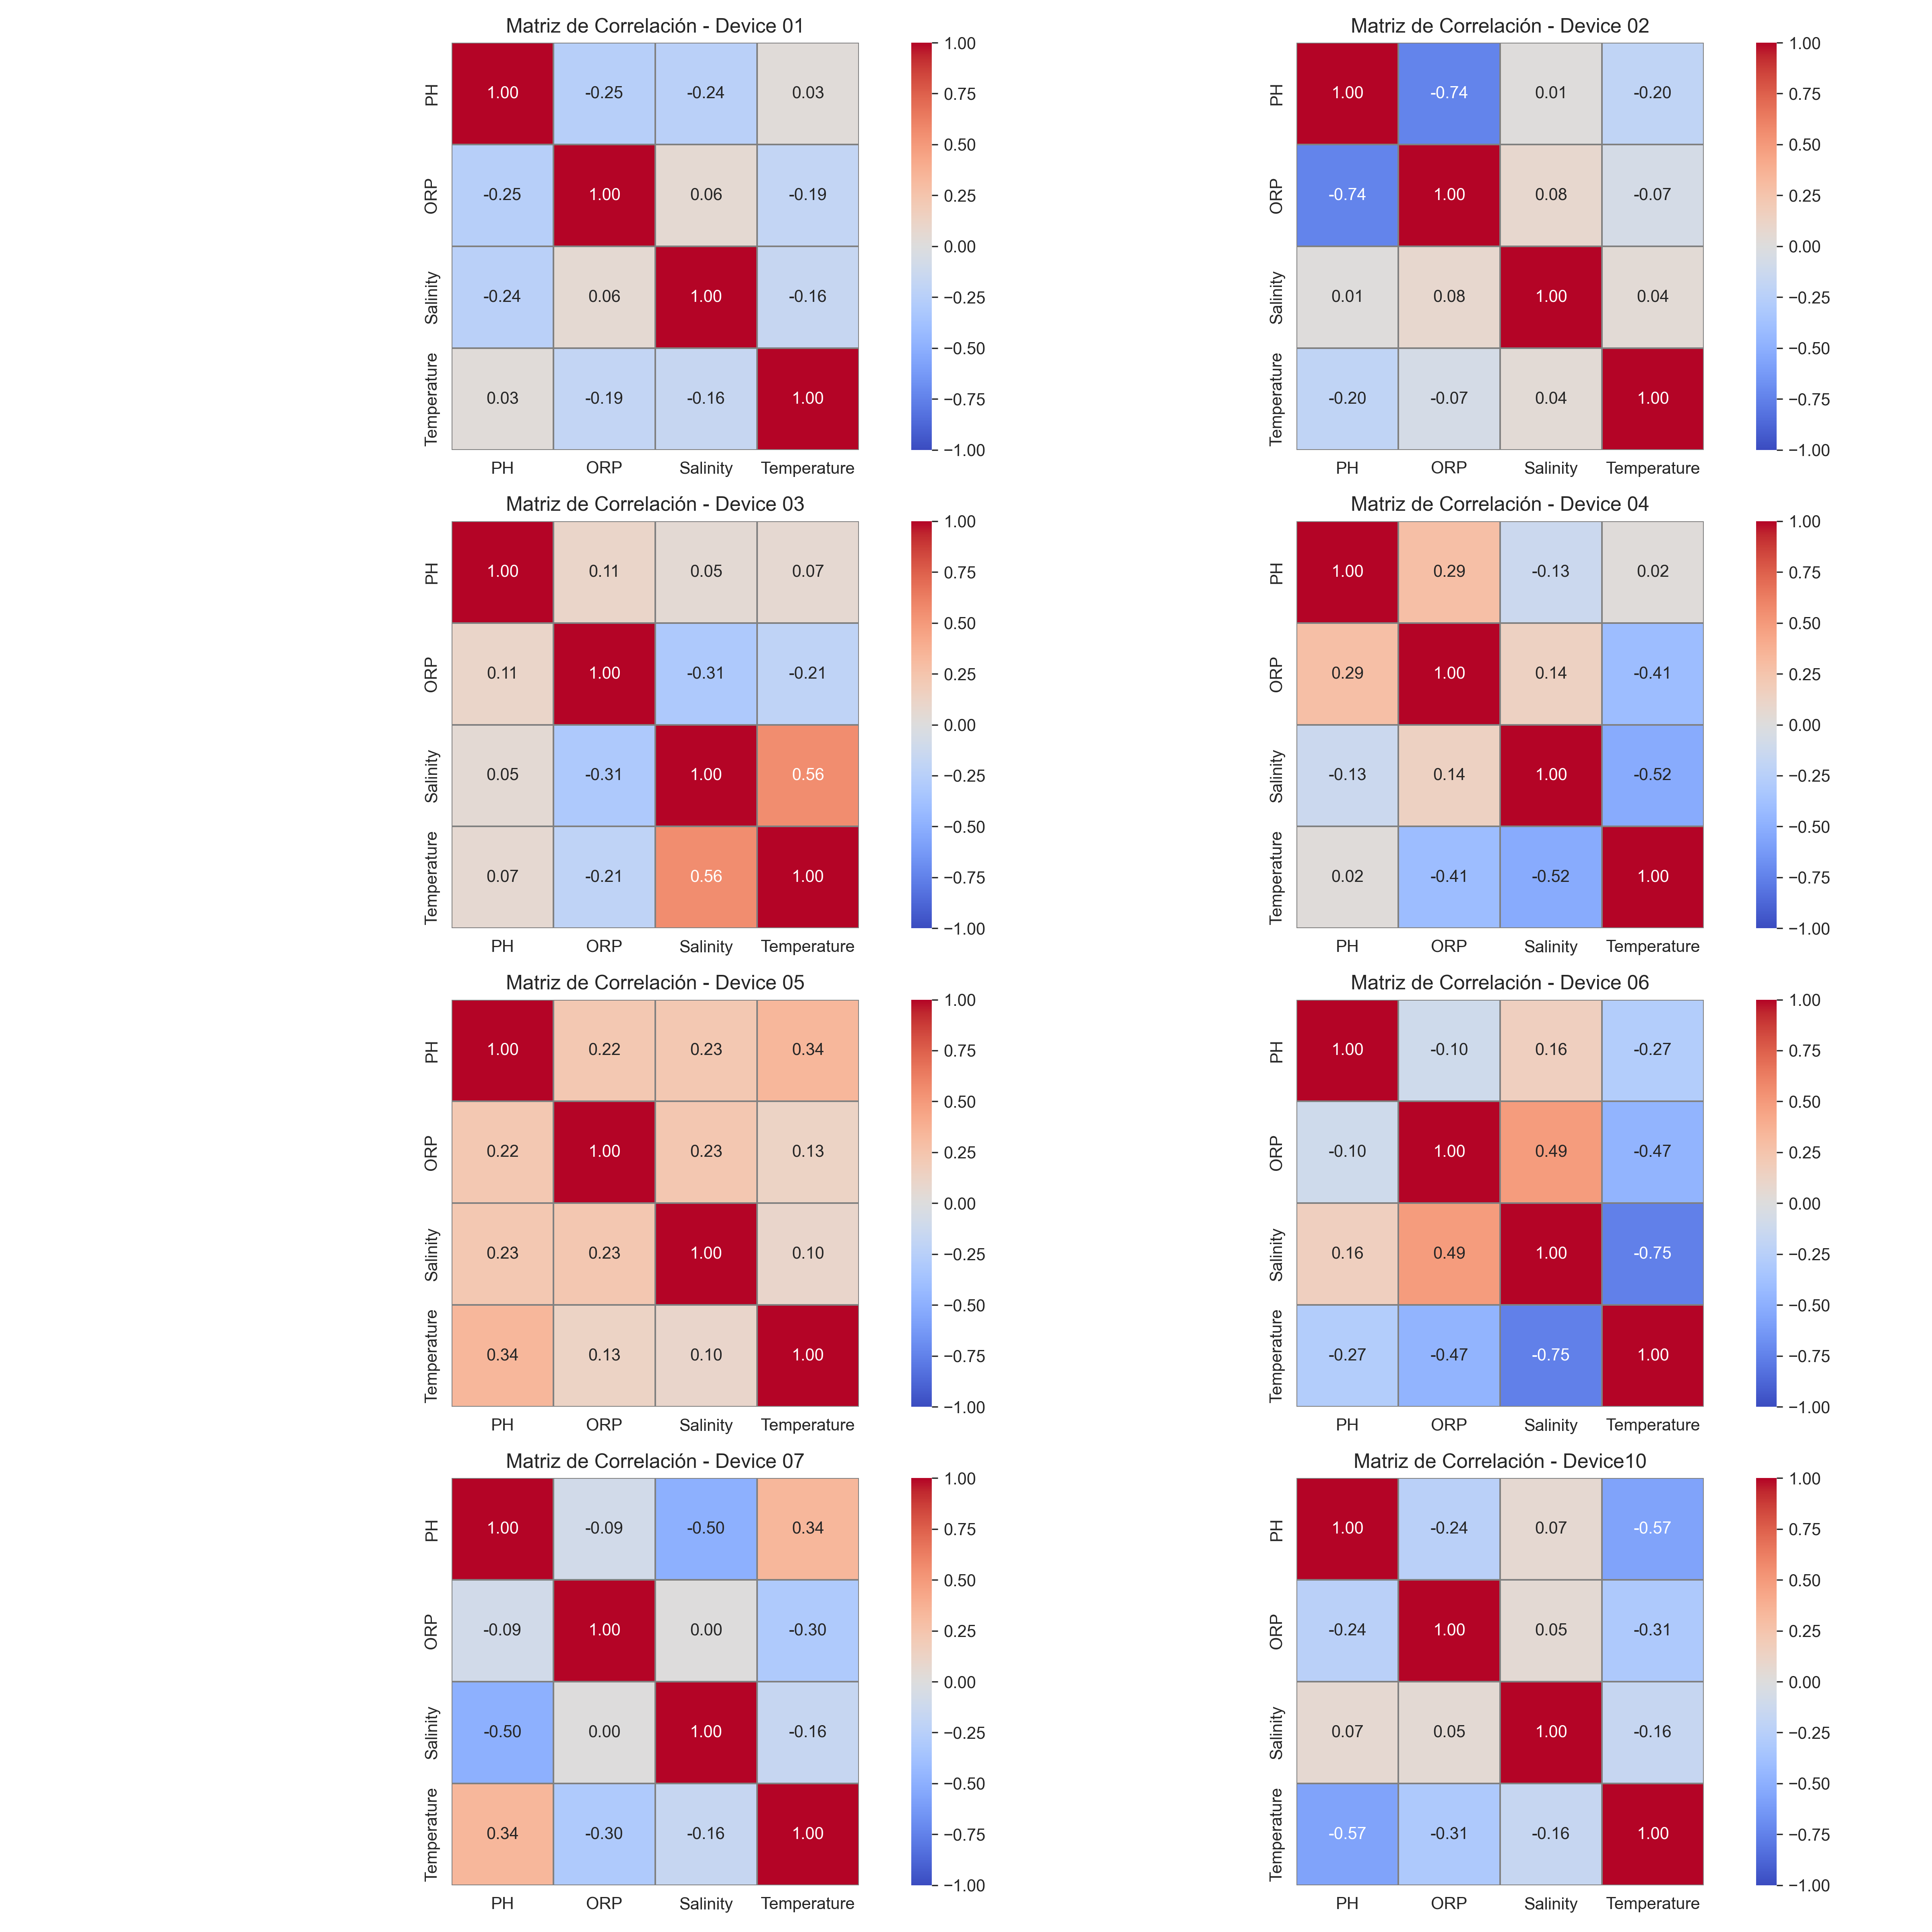 Matriz de Correlación - Device 01
PH 1.00 -0.25 -0.24 0.03
ORP -0.25 1.00 0.06 -0.19
Salinity -0.24 0.06 1.00 -0.16
Temperature 0.03 -0.19 -0.16 1.00
PH ORP Salinity Temperature
1.00
0.75
0.50
0.25
0.00
−0.25
−0.50
−0.75
−1.00
Matriz de Correlación - Device 02
PH 1.00 -0.74 0.01 -0.20
ORP -0.74 1.00 0.08 -0.07
Salinity 0.01 0.08 1.00 0.04
Temperature -0.20 -0.07 0.04 1.00
PH ORP Salinity Temperature
1.00
0.75
0.50
0.25
0.00
−0.25
−0.50
−0.75
−1.00
Matriz de Correlación - Device 03
PH 1.00 0.11 0.05 0.07
ORP 0.11 1.00 -0.31 -0.21
Salinity 0.05 -0.31 1.00 0.56
Temperature 0.07 -0.21 0.56 1.00
PH ORP Salinity Temperature
1.00
0.75
0.50
0.25
0.00
−0.25
−0.50
−0.75
−1.00
Matriz de Correlación - Device 04
PH 1.00 0.29 -0.13 0.02
ORP 0.29 1.00 0.14 -0.41
Salinity -0.13 0.14 1.00 -0.52
Temperature 0.02 -0.41 -0.52 1.00
PH ORP Salinity Temperature
1.00
0.75
0.50
0.25
0.00
−0.25
−0.50
−0.75
−1.00
Matriz de Correlación - Device 05
PH 1.00 0.22 0.23 0.34
ORP 0.22 1.00 0.23 0.13
Salinity 0.23 0.23 1.00 0.10
Temperature 0.34 0.13 0.10 1.00
PH ORP Salinity Temperature
1.00
0.75
0.50
0.25
0.00
−0.25
−0.50
−0.75
−1.00
Matriz de Correlación - Device 06
PH 1.00 -0.10 0.16 -0.27
ORP -0.10 1.00 0.49 -0.47
Salinity 0.16 0.49 1.00 -0.75
Temperature -0.27 -0.47 -0.75 1.00
PH ORP Salinity Temperature
1.00
0.75
0.50
0.25
0.00
−0.25
−0.50
−0.75
−1.00
Matriz de Correlación - Device 07
PH 1.00 -0.09 -0.50 0.34
ORP -0.09 1.00 0.00 -0.30
Salinity -0.50 0.00 1.00 -0.16
Temperature 0.34 -0.30 -0.16 1.00
PH ORP Salinity Temperature
1.00
0.75
0.50
0.25
0.00
−0.25
−0.50
−0.75
−1.00
Matriz de Correlación - Device10
PH 1.00 -0.24 0.07 -0.57
ORP -0.24 1.00 0.05 -0.31
Salinity 0.07 0.05 1.00 -0.16
Temperature -0.57 -0.31 -0.16 1.00
PH ORP Salinity Temperature
1.00
0.75
0.50
0.25
0.00
−0.25
−0.50
−0.75
−1.00